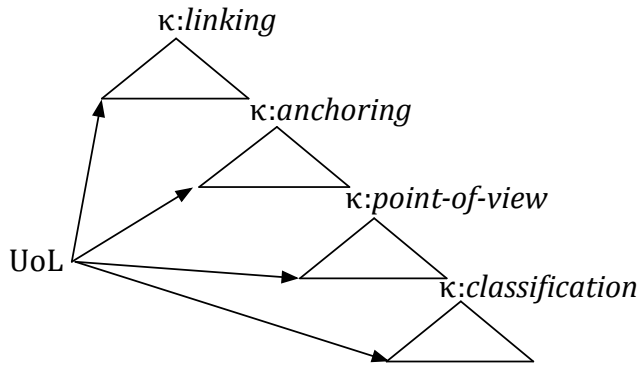 κ:linking
κ:anchoring
κ:point-of-view
UoL
κ:classification